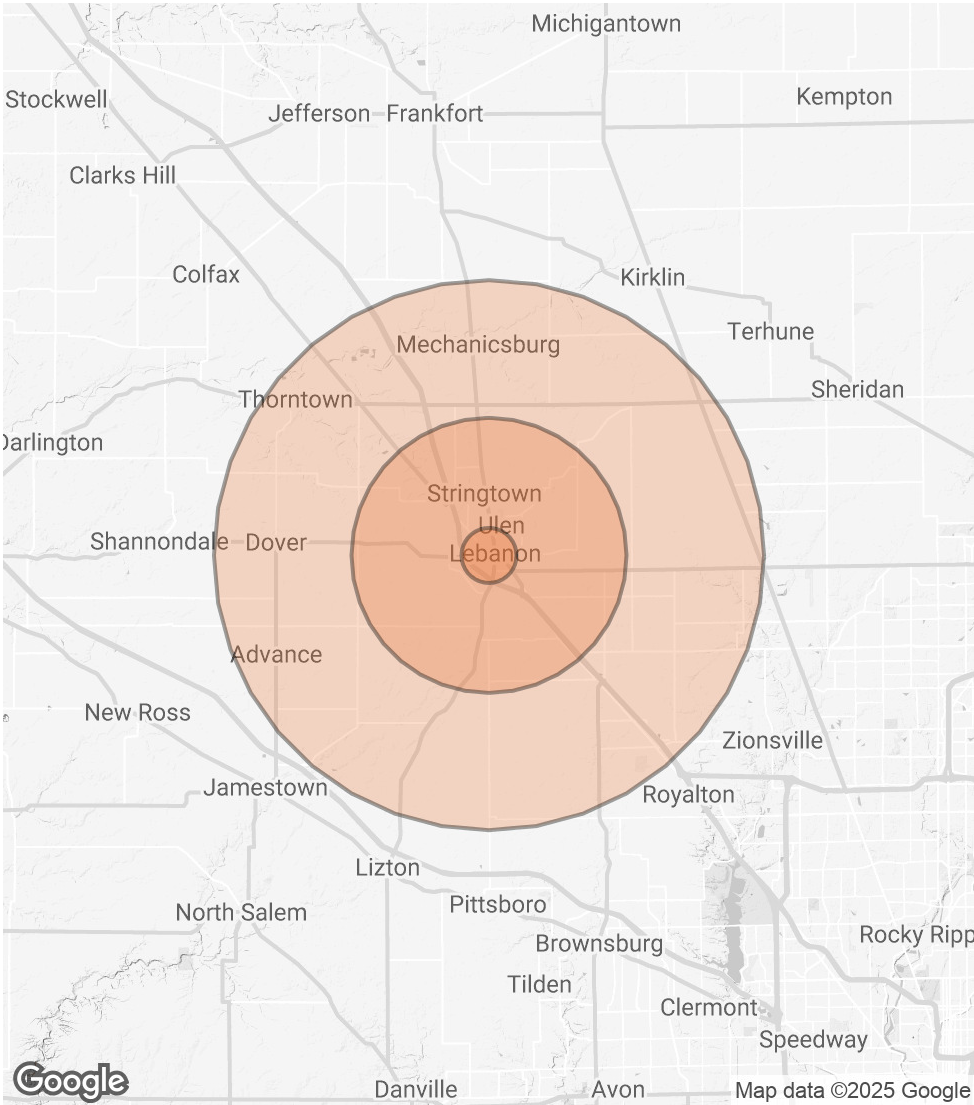 Michigantown
Stockwell
Kempton
Jefferson
Frankfort
Clarks Hill
Colfax
Kirklin
Terhune
Mechanicsburg
Sheridan
Thorntown
Darlington
Stringtown
Ulen
Shannondale
Dover
Lebanon
Advance
New Ross
Zionsville
Jamestown
Royalton
Lizton
Pittsboro
North Salem
Brownsburg
Rocky Ripp
Tilden
Clermont
Speedway
Google
Danville
Avon
Map data ©2025 Google